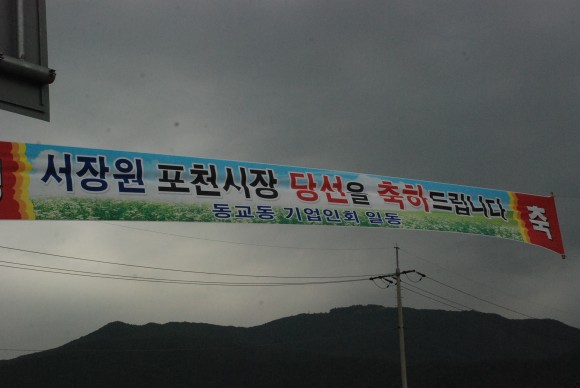 서장원 포천시장 당선을 축하드립니다
동교동 기업인회 일동
축